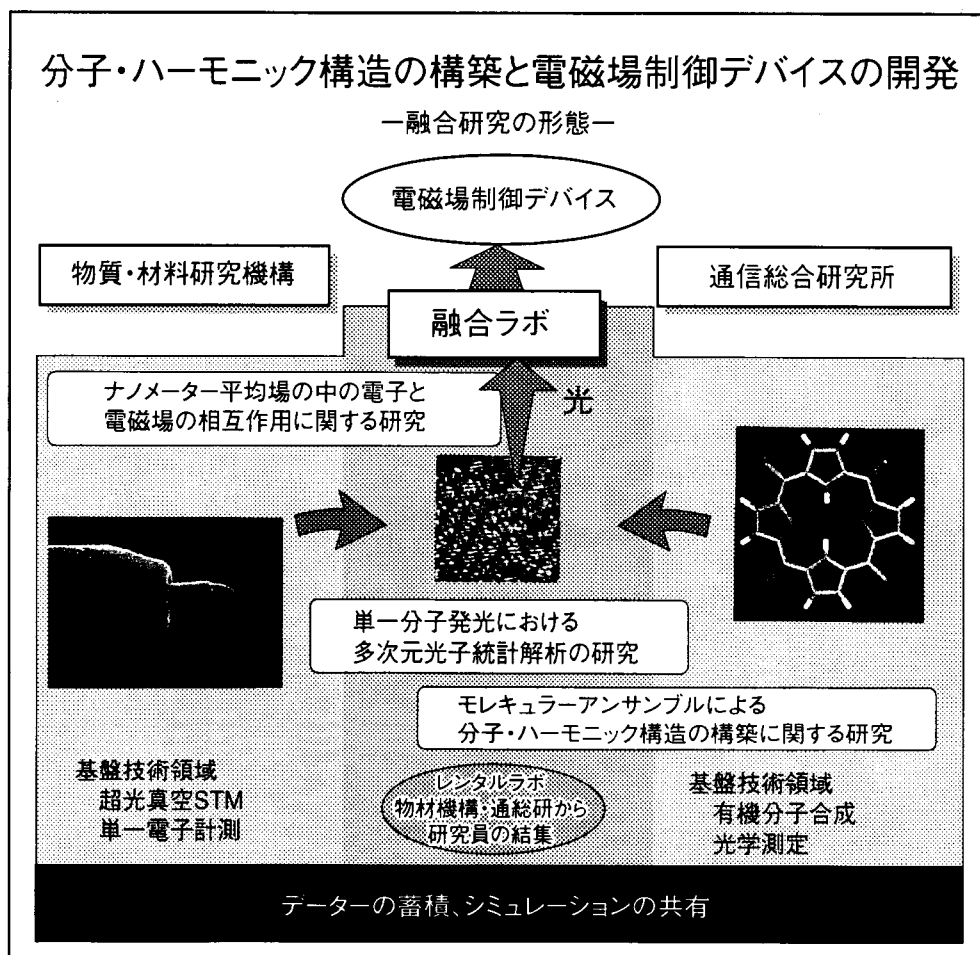 分子・ハーモニック構造の構築と電磁場制御デバイスの開発
ー融合研究の形態ー
電磁場制御デバイス
物質・材料研究機構
通信総合研究所
融合ラボ
ナノメーター平均場の中の電子と
電磁場の相互作用に関する研究
光
単一分子発光における
多次元光子統計解析の研究
モレキュラーアンサンブルによる
分子・ハーモニック構造の構築に関する研究
基盤技術領域
超光真空STM
単一電子計測
レンタルラボ
物材機構・通総研から
研究員の結集
基盤技術領域
有機分子合成
光学測定
データーの蓄積、シミュレーションの共有